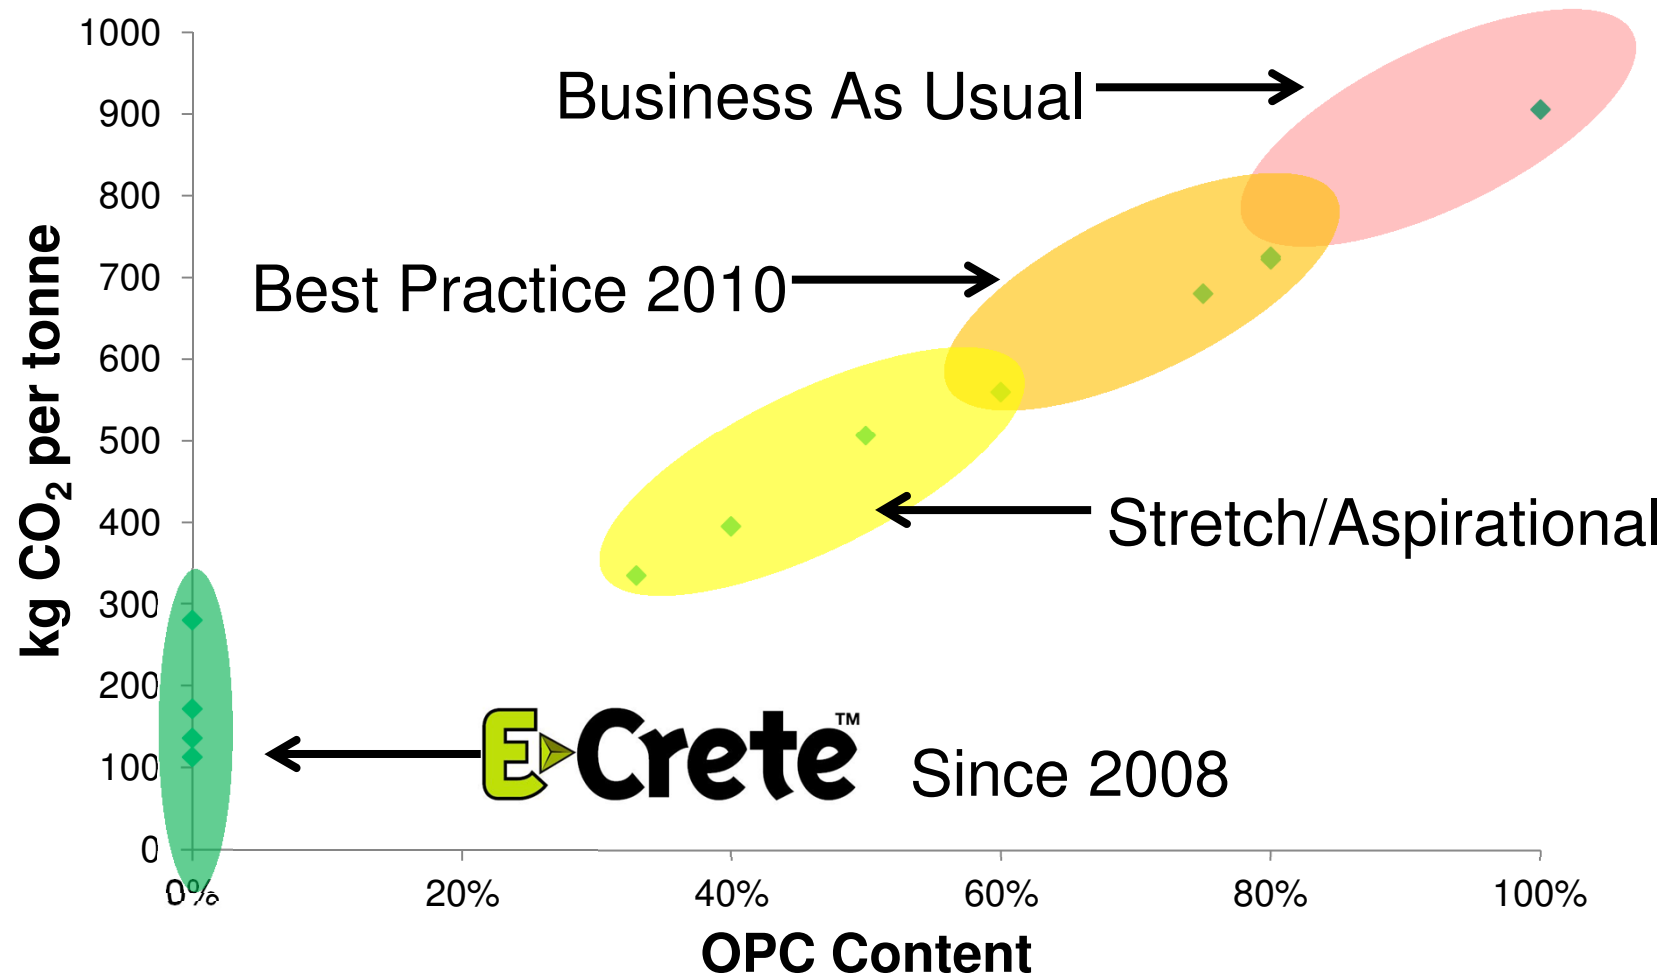 1000
900
800
700
600
500
400
300
200
100
0
kg CO₂ per tonne
Business As Usual
Best Practice 2010
Stretch/Aspirational
E-Crete™ Since 2008
0% 20% 40% 60% 80% 100%
OPC Content